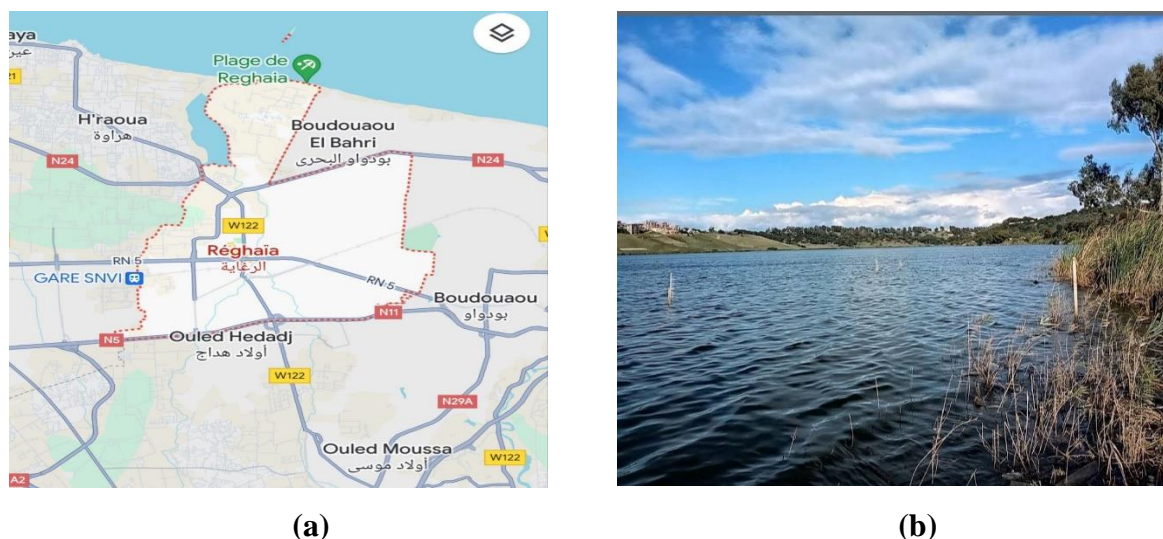 aya
عين
21
Plage de
Reghaia
H'raoua
هراوة
N24
Boudouaou
El Bahri
بودواو البحري
N24
W122
Réghaïa
الرغاية
RN 5
GARE SNVI
RN 5
Boudouaou
بودواو
N11
N5
Ouled Hedadj
أولاد هداج
W122
N29A
Ouled Moussa
أولاد موسى
W122
A2
(a)
(b)